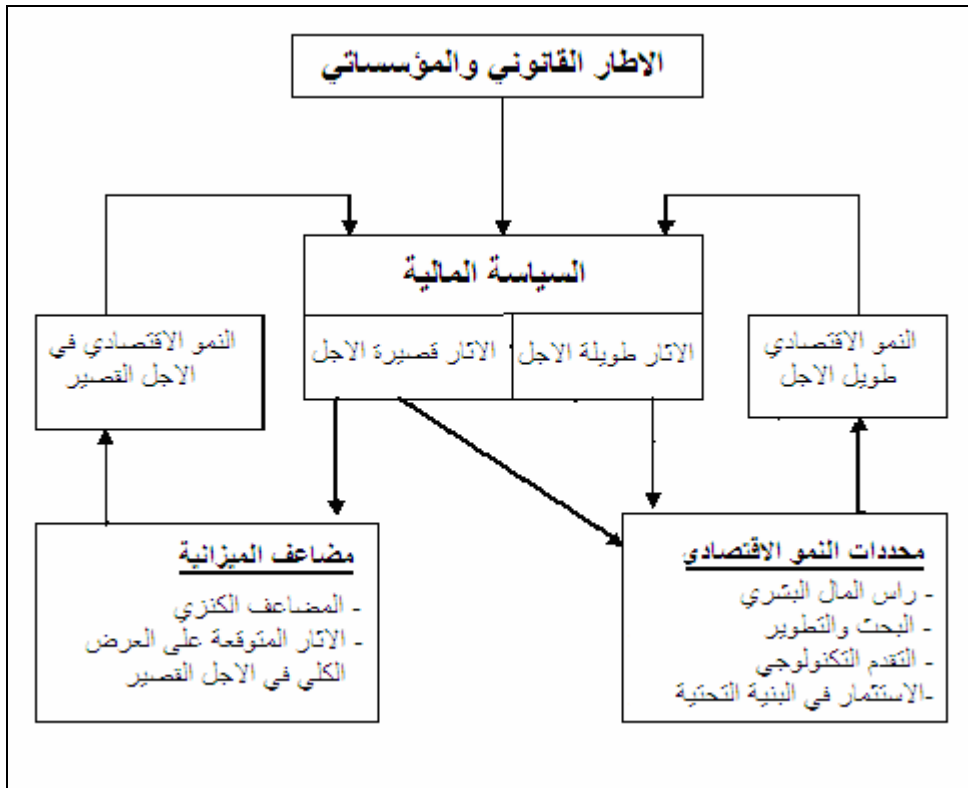 الاطار القانوني والمؤسساتي
السياسة المالية
الاثار طويلة الاجل
الاثار قصيرة الاجل
النمو الاقتصادي
طويل الاجل
النمو الاقتصادي في
الاجل القصير
محددات النمو الاقتصادي
- راس المال البشري
- البحث والتطوير
- التقدم التكنولوجي
-الاستثمار في البنية التحتية
مضاعف الميزانية
- المضاعف الكنزي
- الاثار المتوقعة على العرض
الكلي في الاجل القصير